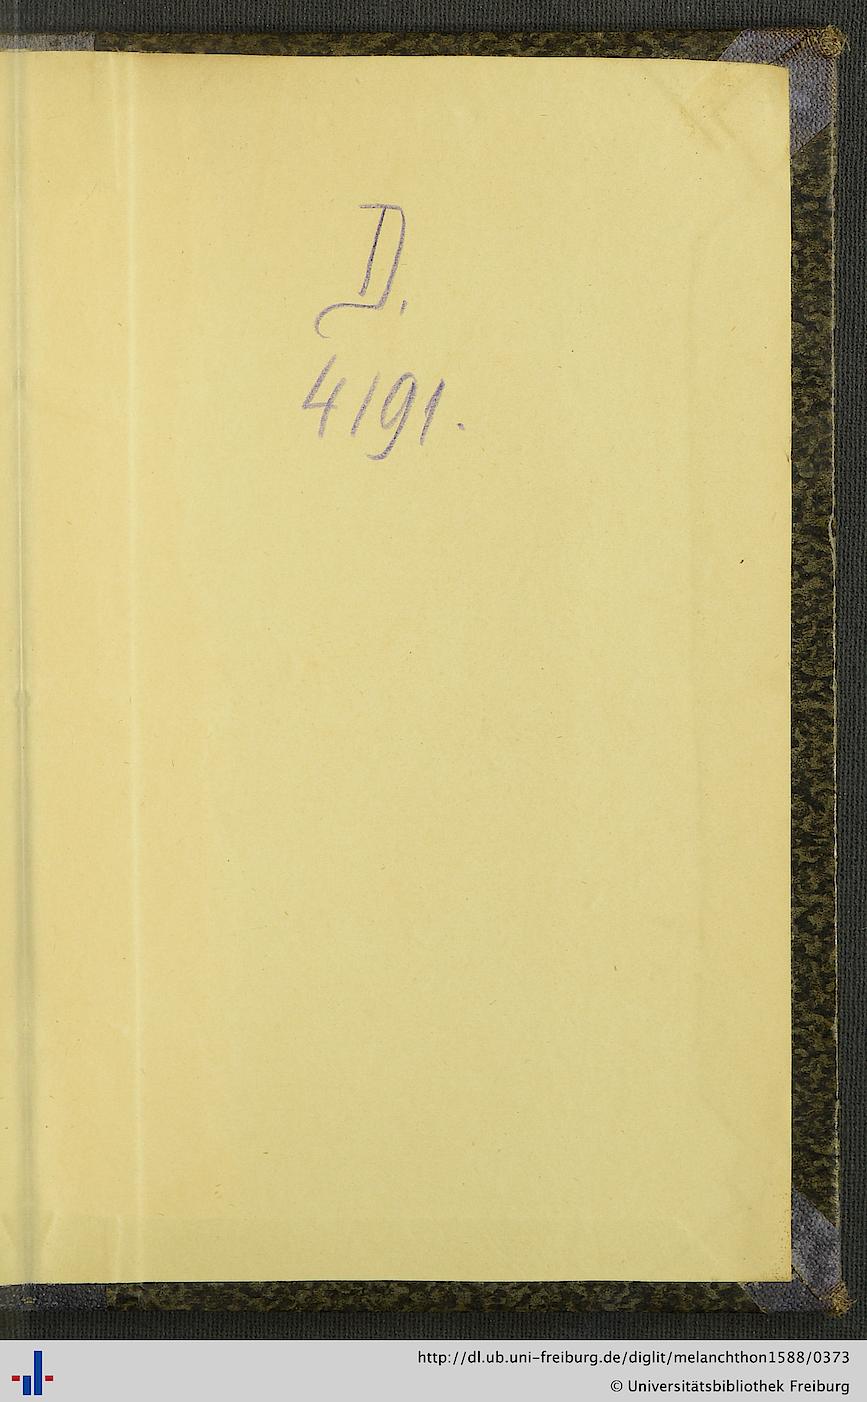 D.
4191.
http://dl.ub.uni-freiburg.de/diglit/melanchthon1588/0373
© Universitätsbibliothek Freiburg